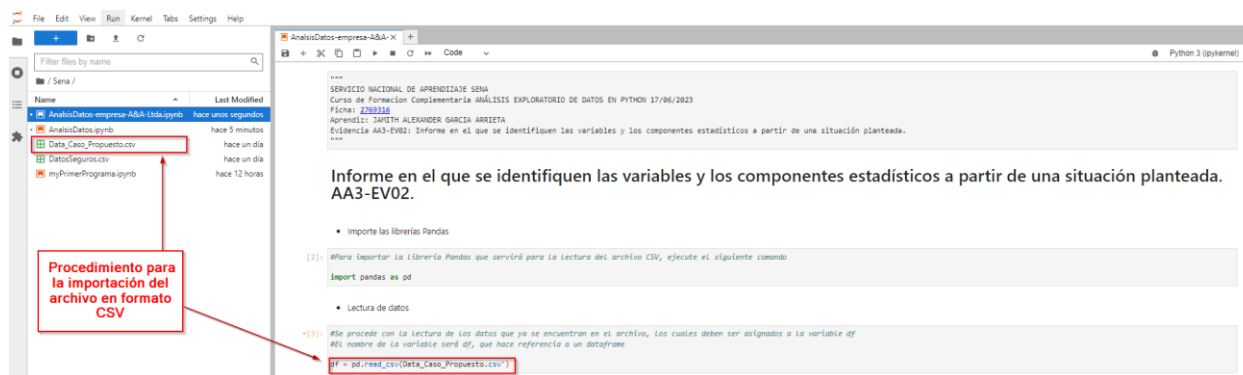 File Edit View Run Kernel Tabs Settings Help
Filter files by name
/ Sena /
Name Last Modified
AnalsisDatos-empresa-A&A-Ltda.ipynb hace unos segundos
AnalsisDatos.ipynb hace 5 minutos
Data_Caso_Propuesto.csv hace un día
DatosSeguros.csv hace un día
myPrimerPrograma.ipynb hace 12 horas
Procedimiento para
la importación del
archivo en formato
CSV
AnalsisDatos-empresa-A&A-
Code
Python 3 (ipykernel)
"""
SERVICIO NACIONAL DE APRENDIZAJE SENA
Curso de Formacion Complementaria ANÁLISIS EXPLORATORIO DE DATOS EN PYTHON 17/06/2023
Ficha: 2769316
Aprendiz: JAMITH ALEXANDER GARCIA ARRIETA
Evidencia AA3-EV02: Informe en el que se identifiquen las variables y los componentes estadísticos a partir de una situación planteada.
"""
Informe en el que se identifiquen las variables y los componentes estadísticos a partir de una situación planteada.
AA3-EV02.
• Importe las librerías Pandas
[2]: #Para importar la librería Pandas que servirá para la lectura del archivo CSV, ejecute el siguiente comando
import pandas as pd
• Lectura de datos
•[3]: #Se procede con la lectura de los datos que ya se encuentran en el archivo, los cuales deben ser asignados a la variable df
#El nombre de la variable será df, que hace referencia a un dataframe
df = pd.read_csv(Data_Caso_Propuesto.csv')